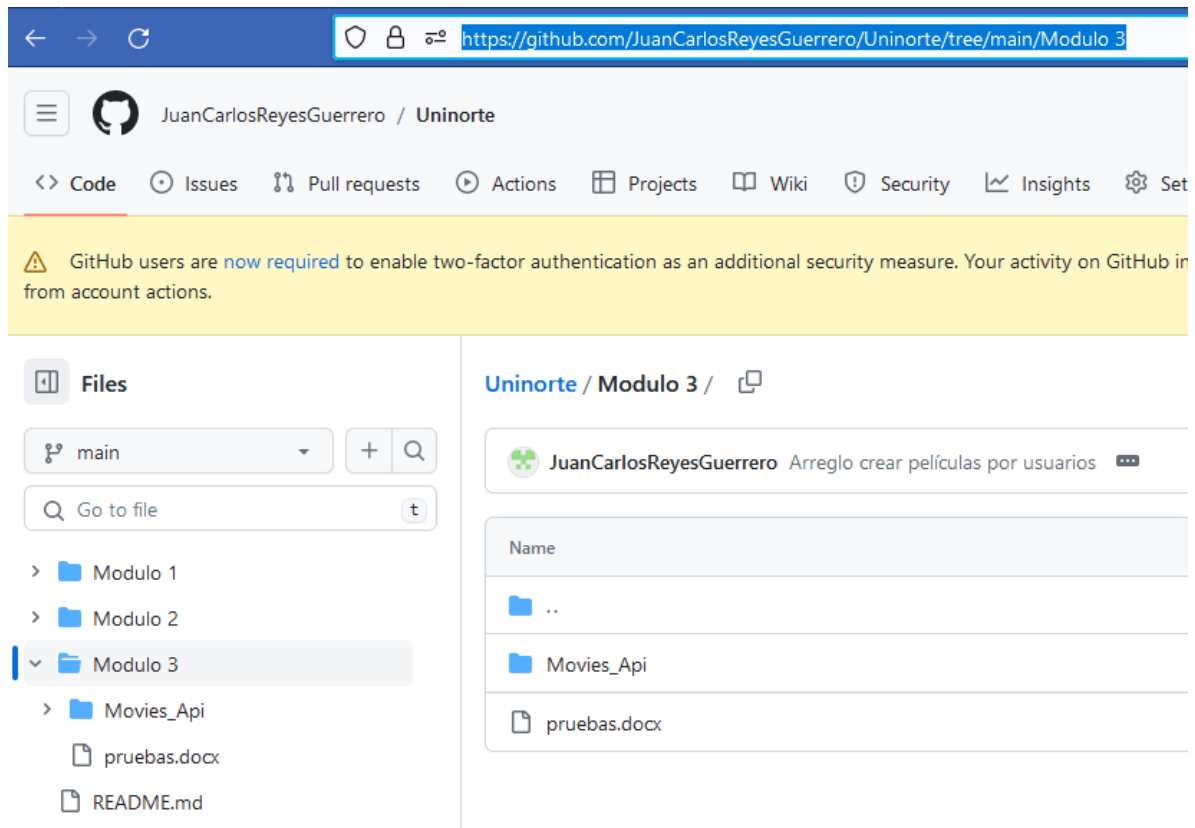 https://github.com/JuanCarlosReyesGuerrero/Uninorte/tree/main/Modulo 3
JuanCarlosReyesGuerrero / Uninorte
Code Issues Pull requests Actions Projects Wiki Security Insights Set
GitHub users are now required to enable two-factor authentication as an additional security measure. Your activity on GitHub in
from account actions.
Files
main
Go to file t
Modulo 1
Modulo 2
Modulo 3
Movies_Api
pruebas.docx
README.md
Uninorte / Modulo 3 /
JuanCarlosReyesGuerrero Arreglo crear películas por usuarios
Name
..
Movies_Api
pruebas.docx